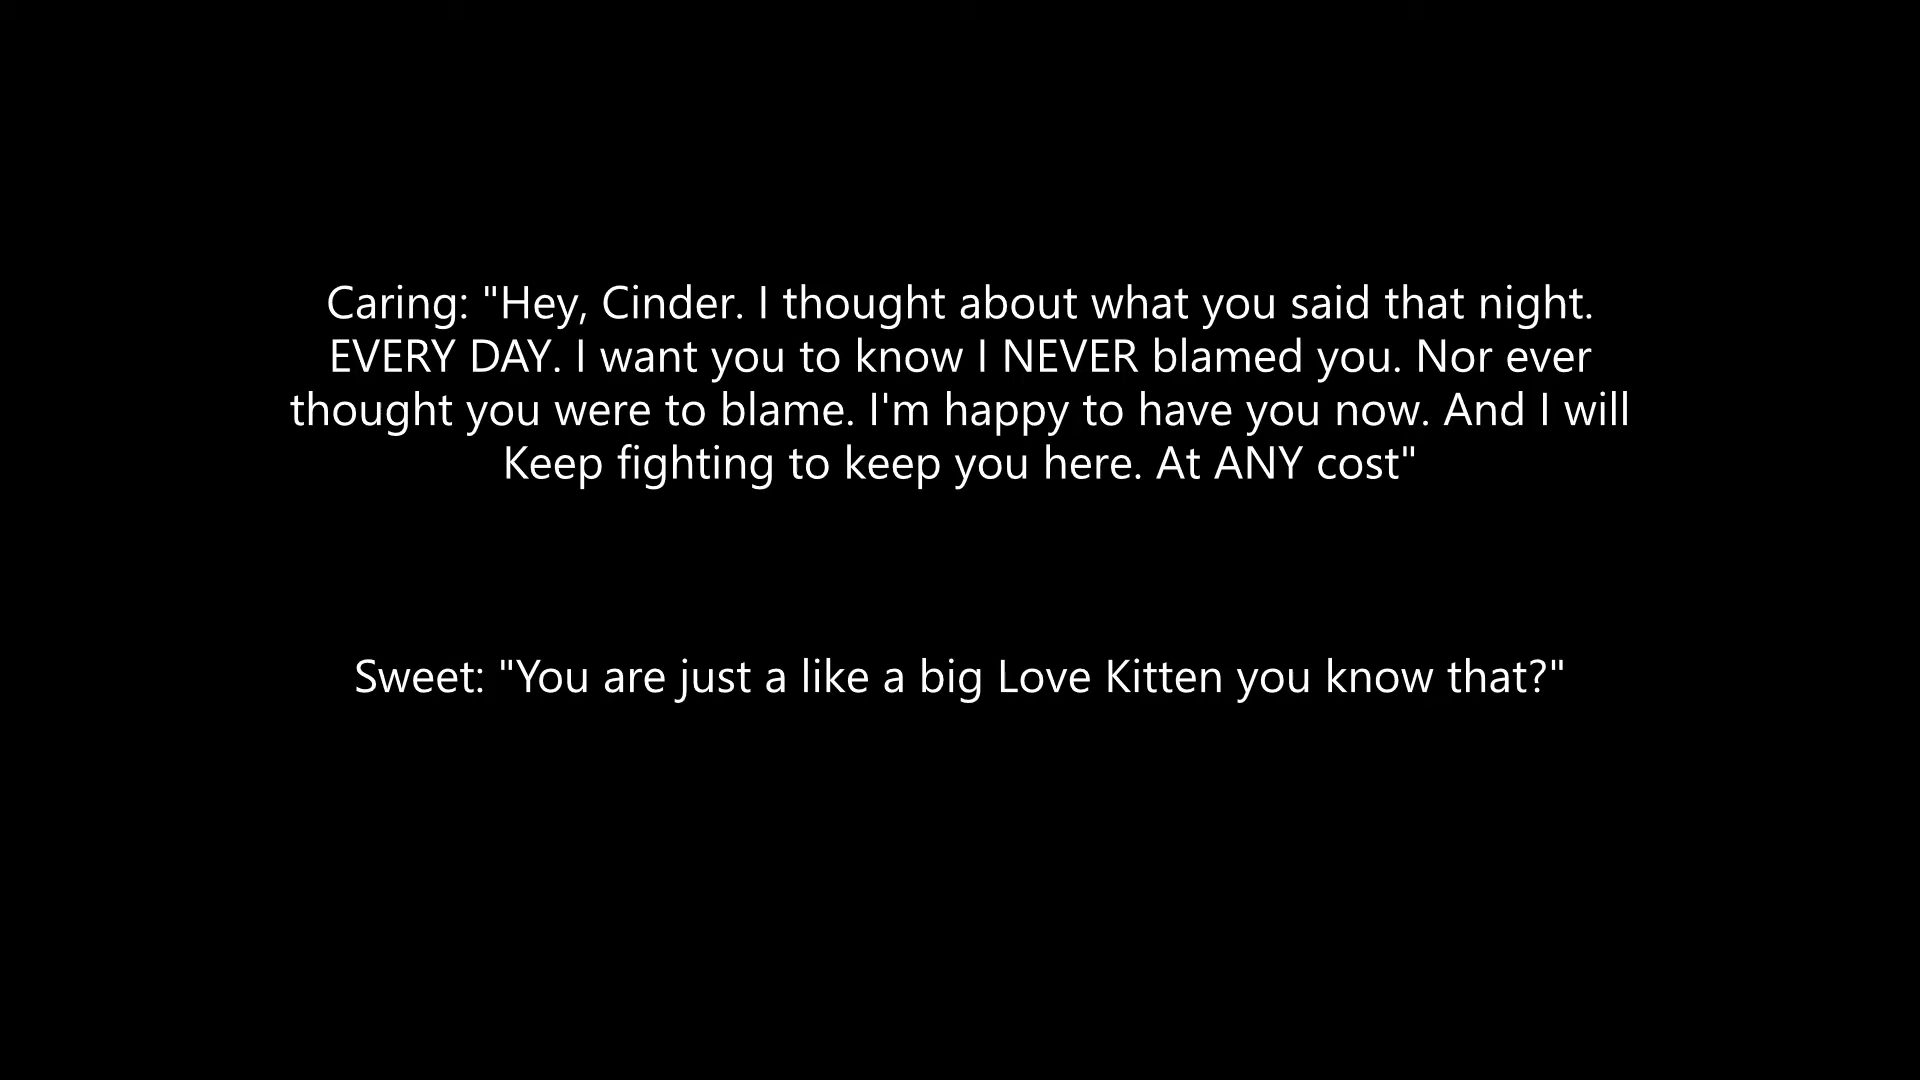 Caring: "Hey, Cinder. I thought about what you said that night.
EVERY DAY. I want you to know I NEVER blamed you. Nor ever
thought you were to blame. I'm happy to have you now. And I will
Keep fighting to keep you here. At ANY cost"
Sweet: "You are just a like a big Love Kitten you know that?"